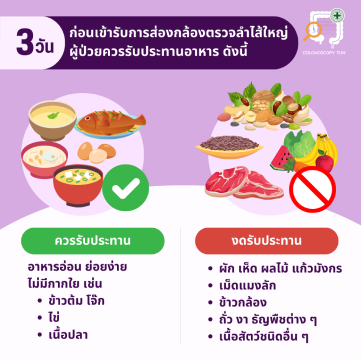 3 วัน
ก่อนเข้ารับการส่องกล้องตรวจลำไส้ใหญ่
ผู้ป่วยควรรับประทานอาหาร ดังนี้
COLONOSCOPY TUH
ควรรับประทาน
อาหารอ่อน ย่อยง่าย
ไม่มีกากใย เช่น
• ข้าวต้ม โจ๊ก
• ไข่
• เนื้อปลา
งดรับประทาน
• ผัก เห็ด ผลไม้ แก้วมังกร
• เม็ดแมงลัก
• ข้าวกล้อง
• ถั่ว งา ธัญพืชต่าง ๆ
• เนื้อสัตว์ชนิดอื่น ๆ